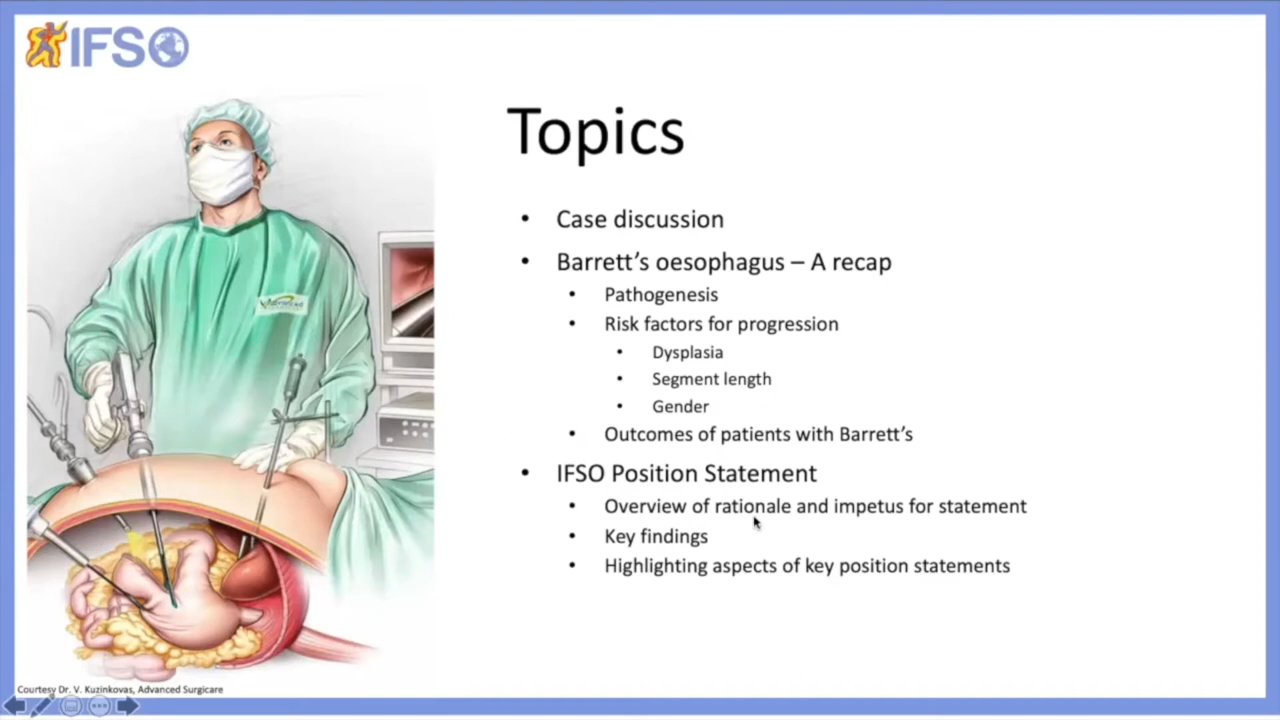 IFSO
Topics
• Case discussion
• Barrett's oesophagus – A recap
• Pathogenesis
• Risk factors for progression
• Dysplasia
• Segment length
• Gender
• Outcomes of patients with Barrett's
• IFSO Position Statement
• Overview of rationale and impetus for statement
• Key findings
• Highlighting aspects of key position statements
Courtesy Dr. V. Kuzinkovas, Advanced Surgicare